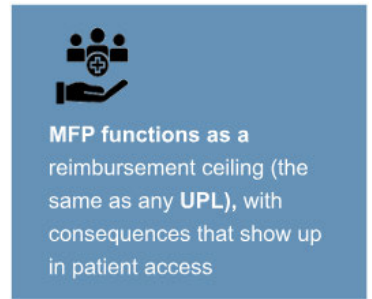 MFP functions as a
reimbursement ceiling (the
same as any UPL), with
consequences that show up
in patient access